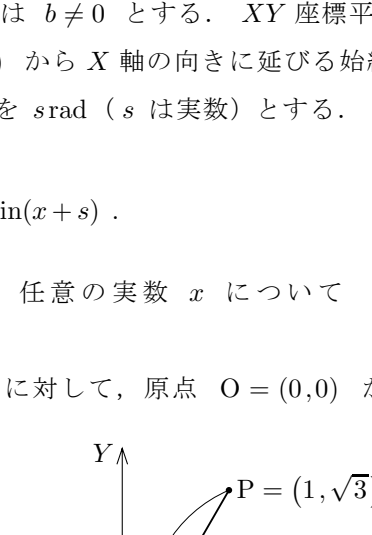 は b ≠ 0 とする． XY 座標平
から X 軸の向きに延びる始
を s rad （ s は実数）とする．
in(x + s) ．
任意の実数 x について
に対して，原点 O = (0,0)
Y
P = (1, √3)